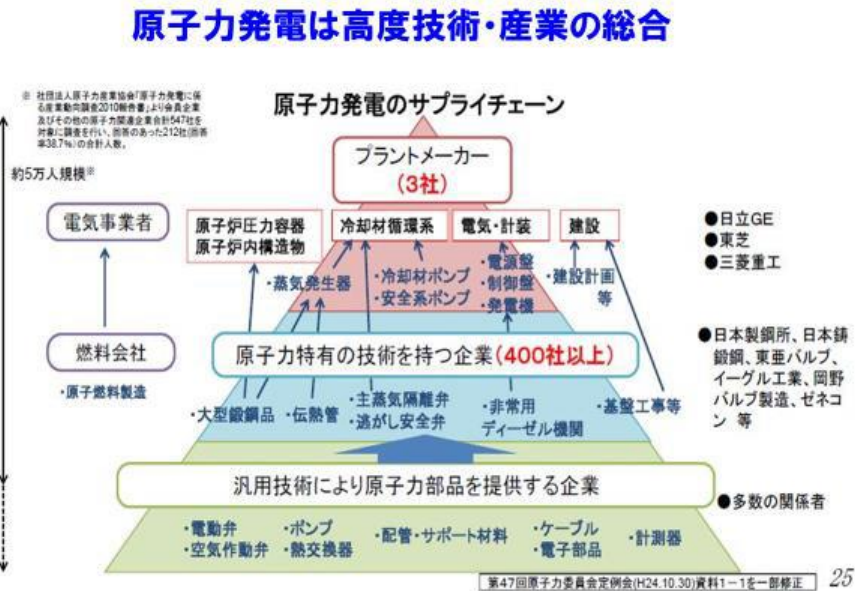 原子力発電は高度技術・産業の総合
※ 社団法人原子力産業協会「原子力発電に係
る産業動向調査2010報告書」より会員企業
及びその他の原子力関連企業合計547社を
対象に調査を行い、回答のあった212社(回答
率38.7%)の合計人数。
原子力発電のサプライチェーン
約5万人規模※
プラントメーカー
(3社)
電気事業者
原子炉圧力容器
原子炉内構造物
冷却材循環系
電気・計装
建設
●日立GE
●東芝
●三菱重工
・蒸気発生器
・冷却材ポンプ
・安全系ポンプ
・電源盤
・制御盤
・発電機
・建設計画
等
燃料会社
・原子燃料製造
原子力特有の技術を持つ企業(400社以上)
●日本製鋼所、日本鋳
鍛鋼、東亜バルブ、
イーグル工業、岡野
バルブ製造、ゼネコ
ン 等
・大型鍛鋼品
・伝熱管
・主蒸気隔離弁
・逃がし安全弁
・非常用
ディーゼル機関
・基盤工事等
汎用技術により原子力部品を提供する企業
●多数の関係者
・電動弁
・空気作動弁
・ポンプ
・熱交換器
・配管・サポート材料
・ケーブル
・電子部品
・計測器
第47回原子力委員会定例会(H24.10.30)資料1-1を一部修正
25